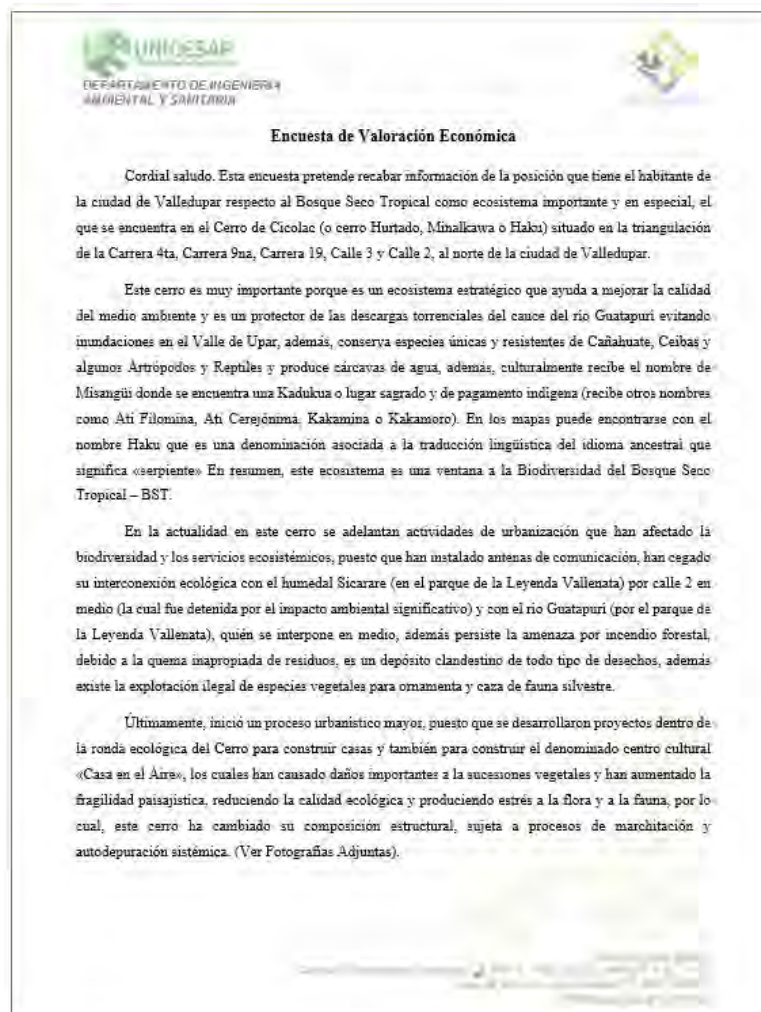 UNICESAR
DEPARTAMENTO DE INGENIERIA
AMBIENTAL Y SANITARIA
Encuesta de Valoración Económica
Cordial saludo. Esta encuesta pretende recabar información de la posición que tiene el habitante de
la ciudad de Valledupar respecto al Bosque Seco Tropical como ecosistema importante y en especial, el
que se encuentra en el Cerro de Cicolac (o cerro Hurtado, Minalkawa o Haku) situado en la triangulación
de la Carrera 4ta, Carrera 9na, Carrera 19, Calle 3 y Calle 2, al norte de la ciudad de Valledupar.
Este cerro es muy importante porque es un ecosistema estratégico que ayuda a mejorar la calidad
del medio ambiente y es un protector de las descargas torrenciales del cauce del río Guatapurí evitando
inundaciones en el Valle de Upar, además, conserva especies únicas y resistentes de Cañahuate, Ceibas y
algunos Artrópodos y Reptiles y produce cárcavas de agua, además, culturalmente recibe el nombre de
Misangüi donde se encuentra una Kadukua o lugar sagrado y de pagamento indígena (recibe otros nombres
como Ati Filomina, Ati Cerejónima, Kakamina o Kakamoro). En los mapas puede encontrarse con el
nombre Haku que es una denominación asociada a la traducción lingüística del idioma ancestral que
significa «serpiente» En resumen, este ecosistema es una ventana a la Biodiversidad del Bosque Seco
Tropical – BST.
En la actualidad en este cerro se adelantan actividades de urbanización que han afectado la
biodiversidad y los servicios ecosistémicos, puesto que han instalado antenas de comunicación, han cegado
su interconexión ecológica con el humedal Sicarare (en el parque de la Leyenda Vallenata) por calle 2 en
medio (la cual fue detenida por el impacto ambiental significativo) y con el río Guatapurí (por el parque de
la Leyenda Vallenata), quién se interpone en medio, además persiste la amenaza por incendio forestal,
debido a la quema inapropiada de residuos, es un depósito clandestino de todo tipo de desechos, además
existe la explotación ilegal de especies vegetales para ornamenta y caza de fauna silvestre.
Últimamente, inició un proceso urbanístico mayor, puesto que se desarrollaron proyectos dentro de
la ronda ecológica del Cerro para construir casas y también para construir el denominado centro cultural
«Casa en el Aire», los cuales han causado daños importantes a la sucesiones vegetales y han aumentado la
fragilidad paisajística, reduciendo la calidad ecológica y produciendo estrés a la flora y a la fauna, por lo
cual, este cerro ha cambiado su composición estructural, sujeta a procesos de marchitación y
autodepuración sistémica. (Ver Fotografías Adjuntas).